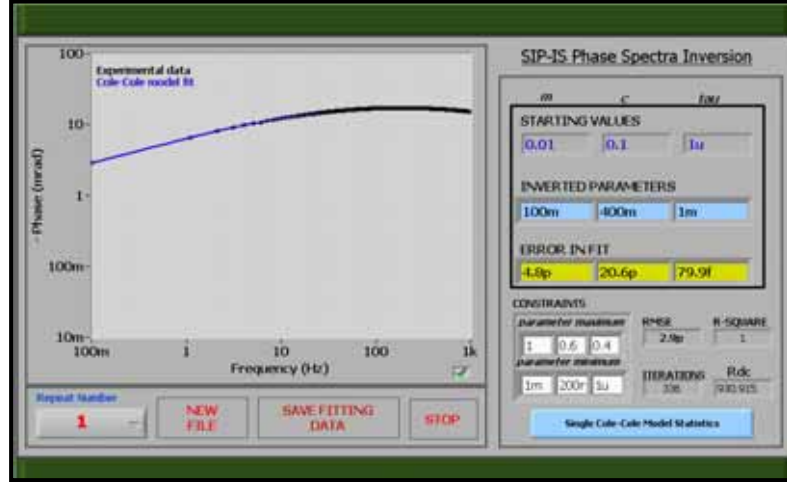 SIP-IS Phase Spectra Inversion
100-
Experimental data
Cole-Cole model fit
10-
1-
100m-
10m-
- Phase (mrad)
100m 1 10 100 1k
Frequency (Hz)
Repeat Number
1
NEW FILE
SAVE FITTING DATA
STOP
m c tau
STARTING VALUES
0.01 0.1 1u
INVERTED PARAMETERS
100m 400m 1m
ERROR IN FIT
4.8p 20.6p 79.9f
CONSTRAINTS
parameter maximum
1 0.6 0.4
parameter minimum
1m 200r 1u
RMSE R-SQUARE
2.9p 1
ITERATIONS Rdc
336 930.915
Single Cole-Cole Model Statistics